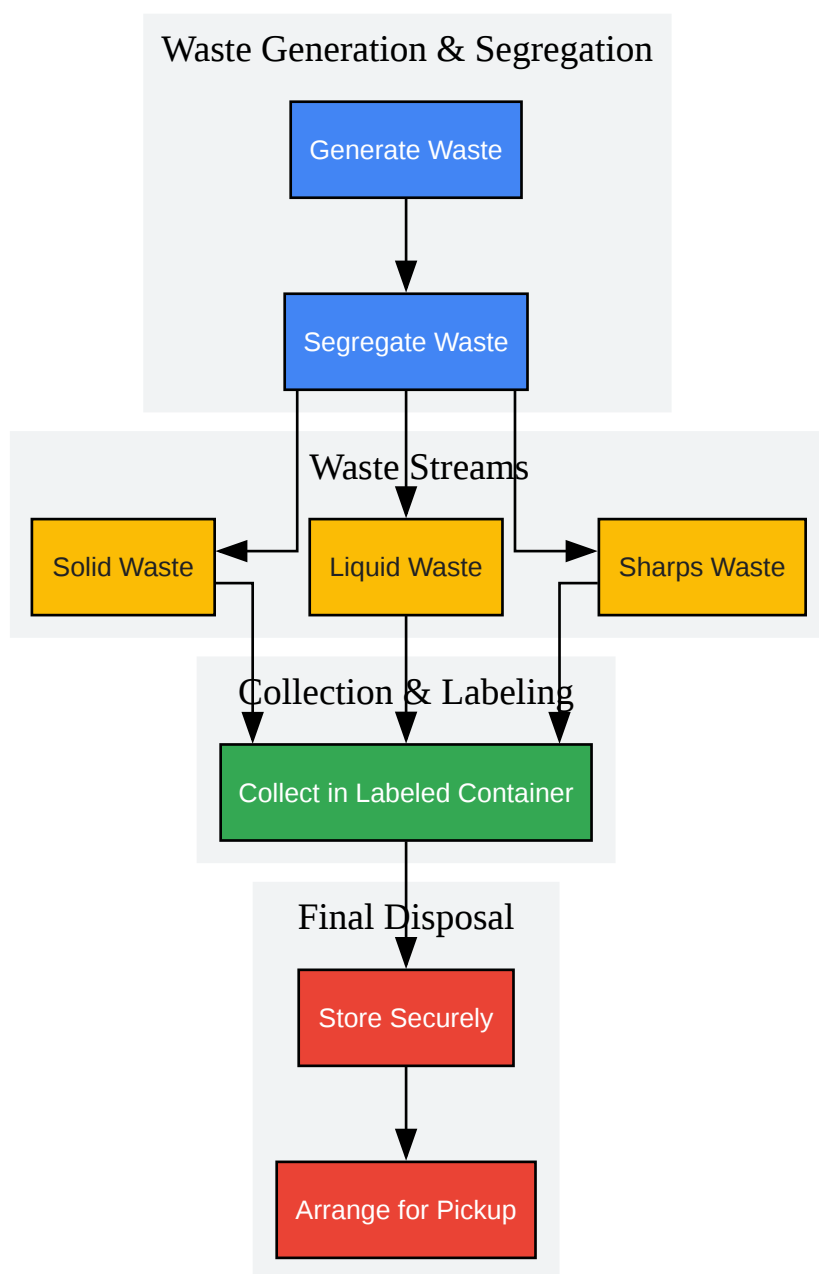 Waste Generation & Segregation
Generate Waste
Segregate Waste
Waste Streams
Solid Waste
Liquid Waste
Sharps Waste
Collection & Labeling
Collect in Labeled Container
Final Disposal
Store Securely
Arrange for Pickup